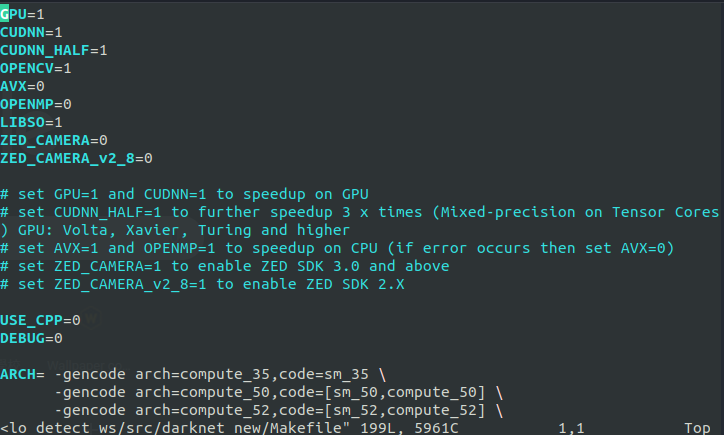 GPU=1
CUDNN=1
CUDNN_HALF=1
OPENCV=1
AVX=0
OPENMP=0
LIBSO=1
ZED_CAMERA=0
ZED_CAMERA_v2_8=0
# set GPU=1 and CUDNN=1 to speedup on GPU
# set CUDNN_HALF=1 to further speedup 3 x times (Mixed-precision on Tensor Cores
) GPU: Volta, Xavier, Turing and higher
# set AVX=1 and OPENMP=1 to speedup on CPU (if error occurs then set AVX=0)
# set ZED_CAMERA=1 to enable ZED SDK 3.0 and above
# set ZED_CAMERA_v2_8=1 to enable ZED SDK 2.X
USE_CPP=0
DEBUG=0
ARCH= -gencode arch=compute_35,code=sm_35 \
-gencode arch=compute_50,code=[sm_50,compute_50] \
-gencode arch=compute_52,code=[sm_52,compute_52] \
<lo detect ws/src/darknet new/Makefile" 199L, 5961C 1,1 Top